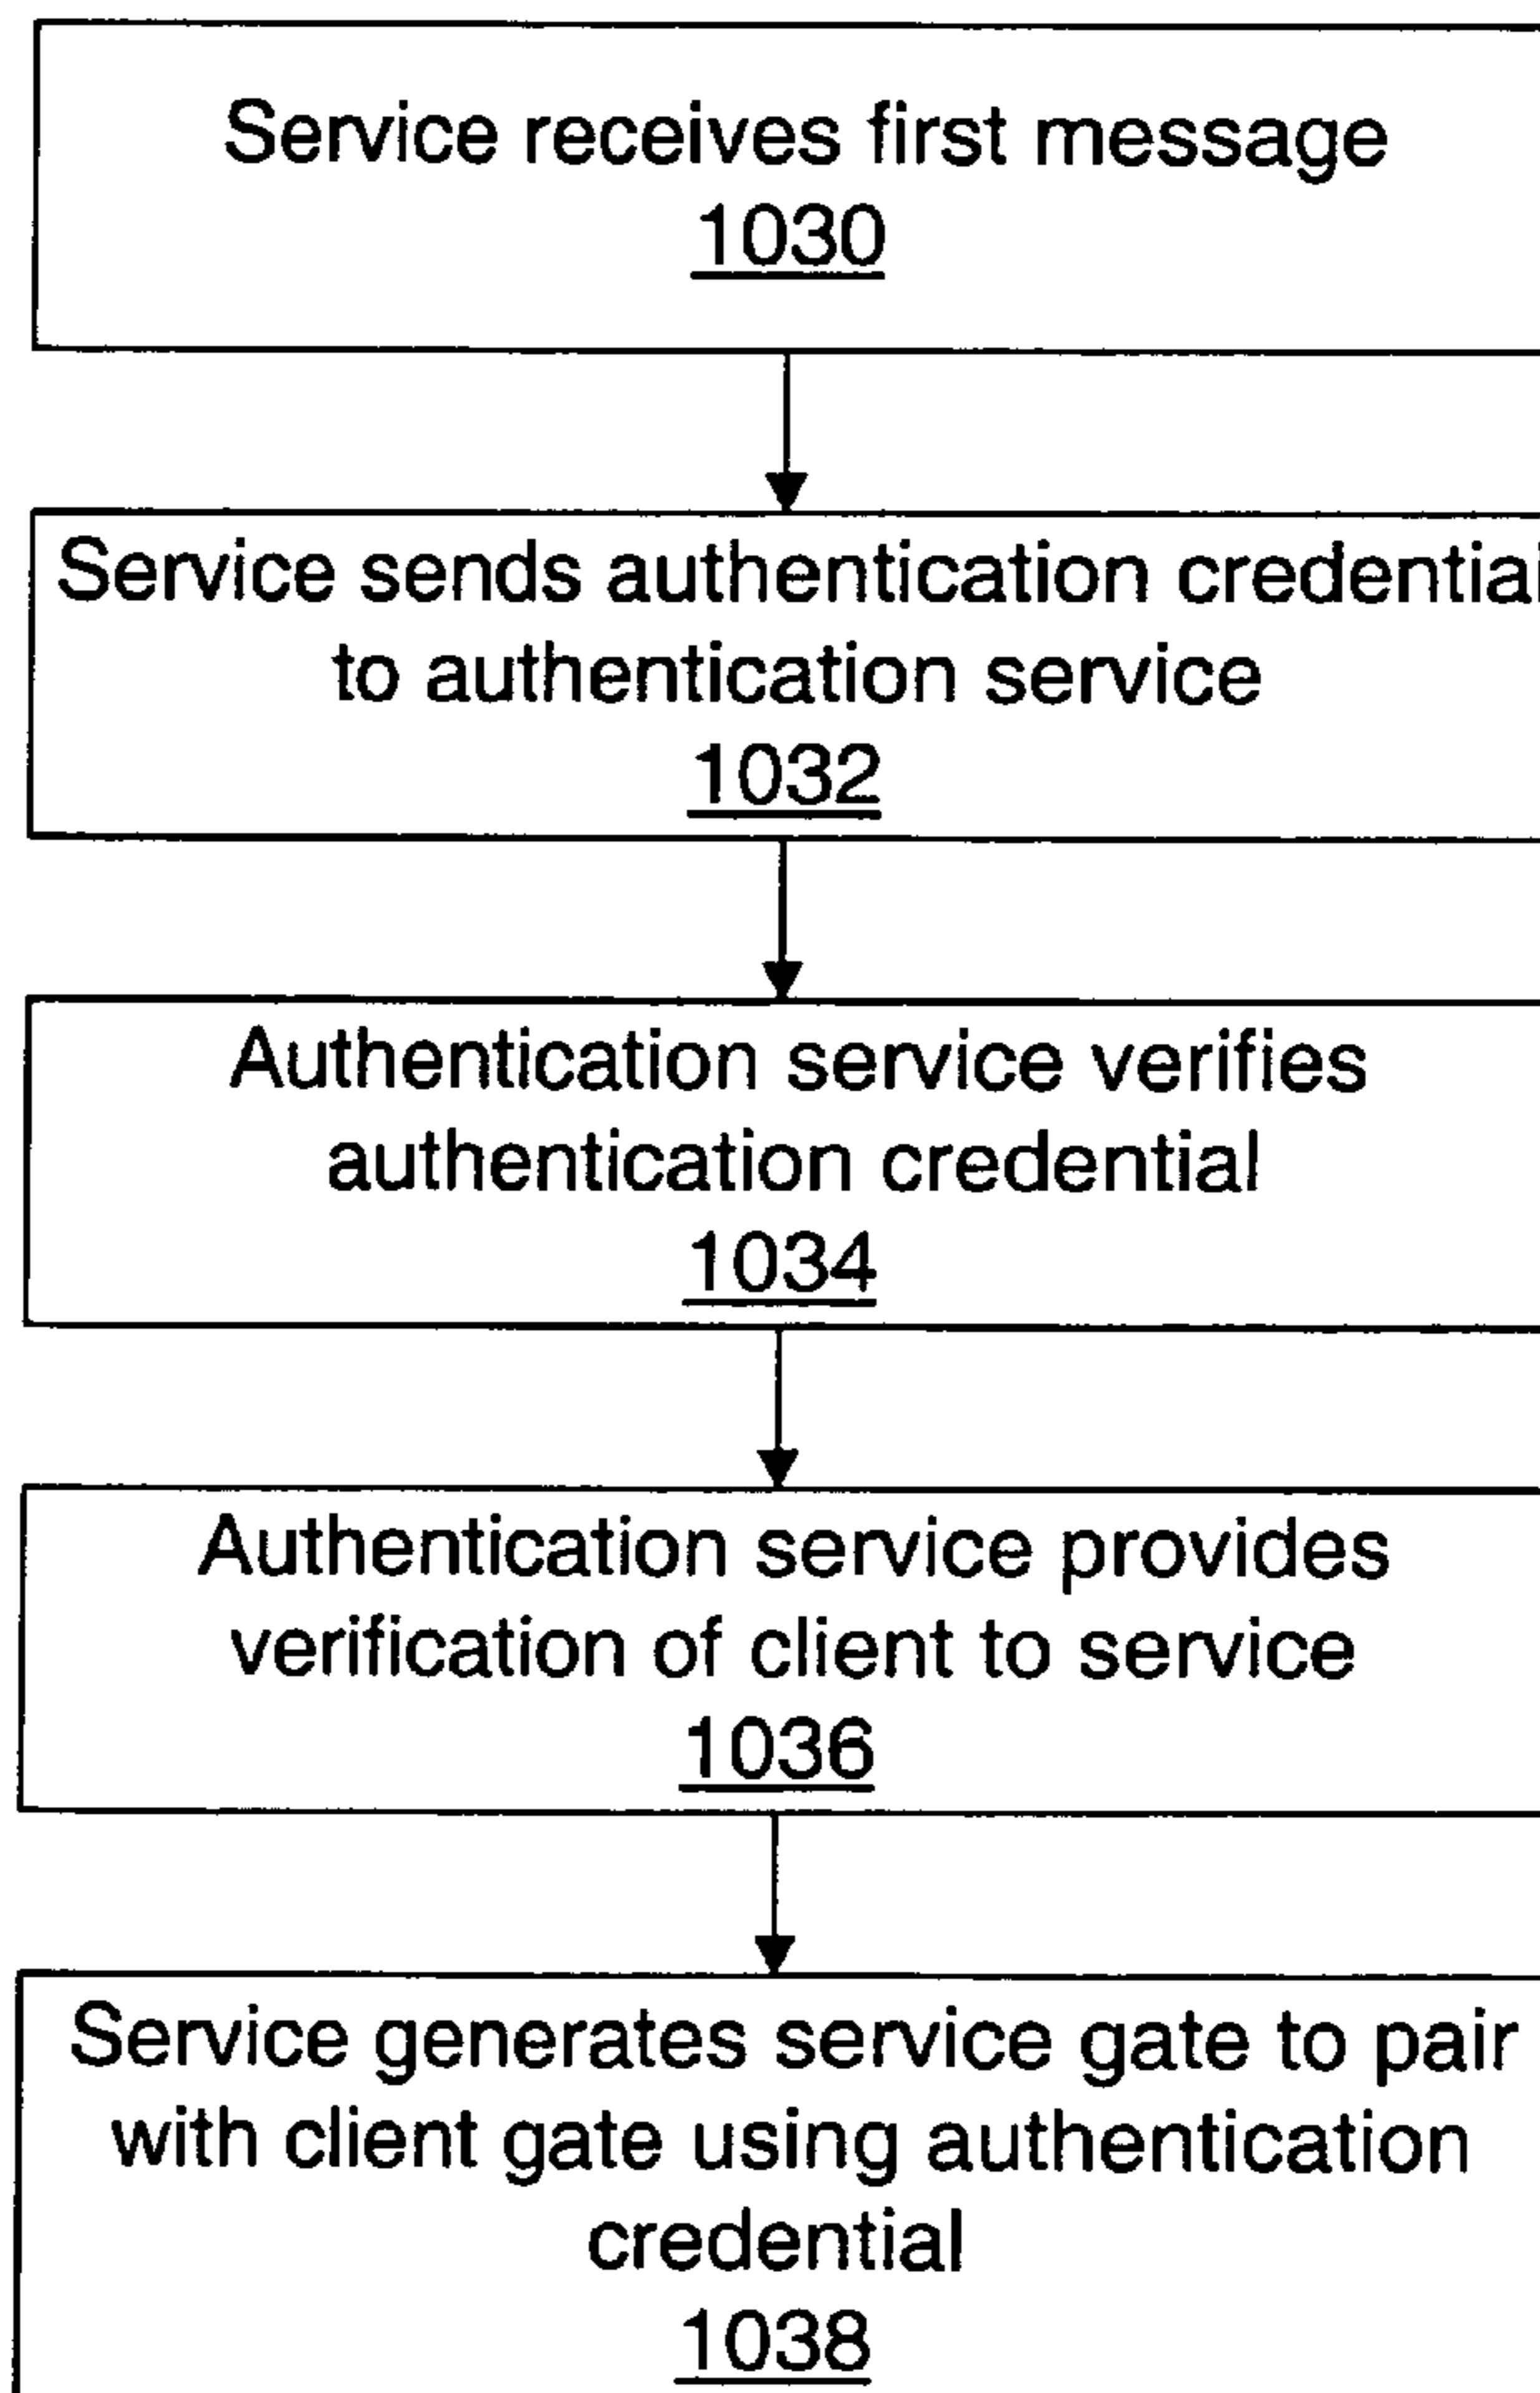 Service receives first message
1030
Service sends authentication credential
to authentication service
1032
Authentication service verifies
authentication credential
1034
Authentication service provides
verification of client to service
1036
Service generates service gate to pair
with client gate using authentication
credential
1038